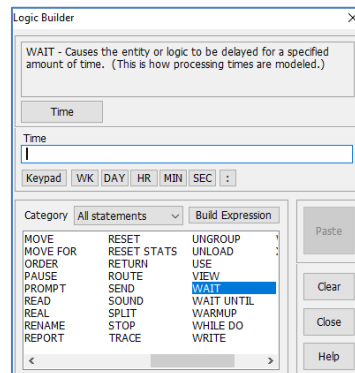 Logic Builder
WAIT - Causes the entity or logic to be delayed for a specified
amount of time. (This is how processing times are modeled.)
Time
Time
Keypad WK DAY HR MIN SEC :
Category All statements Build Expression
Paste
MOVE RESET UNGROUP
MOVE FOR RESET STATS UNLOAD
ORDER RETURN USE
PAUSE ROUTE VIEW
PROMPT SEND WAIT
READ SOUND WAIT UNTIL
REAL SPLIT WARMUP
RENAME STOP WHILE DO
REPORT TRACE WRITE
Clear
Close
Help